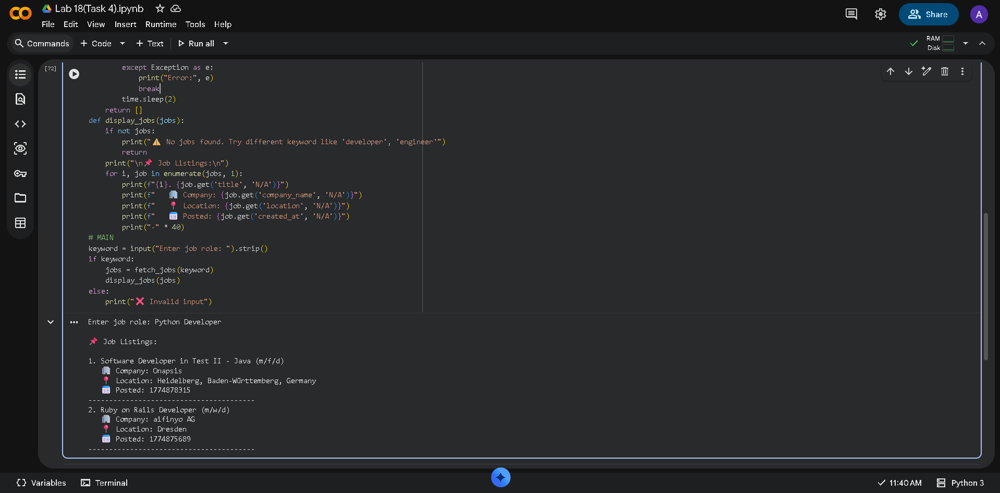 Lab 18(Task 4).ipynb
File Edit View Insert Runtime Tools Help
Share
A
Commands + Code + Text Run all
RAM
Disk
[72]
except Exception as e:
print("Error:", e)
break
time.sleep(2)
return []
def display_jobs(jobs):
if not jobs:
print("⚠️ No jobs found. Try different keyword like 'developer', 'engineer'")
return
print("\n📌 Job Listings:\n")
for i, job in enumerate(jobs, 1):
print(f"{i}. {job.get('title', 'N/A')}")
print(f"   🏢 Company: {job.get('company_name', 'N/A')}")
print(f"   📍 Location: {job.get('location', 'N/A')}")
print(f"   📅 Posted: {job.get('created_at', 'N/A')}")
print("-" * 40)
# MAIN
keyword = input("Enter job role: ").strip()
if keyword:
jobs = fetch_jobs(keyword)
display_jobs(jobs)
else:
print("❌ Invalid input")
Enter job role: Python Developer
📌 Job Listings:
1. Software Developer in Test II - Java (m/f/d)
🏢 Company: Onapsis
📍 Location: Heidelberg, Baden-Württemberg, Germany
📅 Posted: 1774878315
----------------------------------------
2. Ruby on Rails Developer (m/w/d)
🏢 Company: aifinyo AG
📍 Location: Dresden
📅 Posted: 1774875689
----------------------------------------
Variables Terminal
11:40 AM Python 3